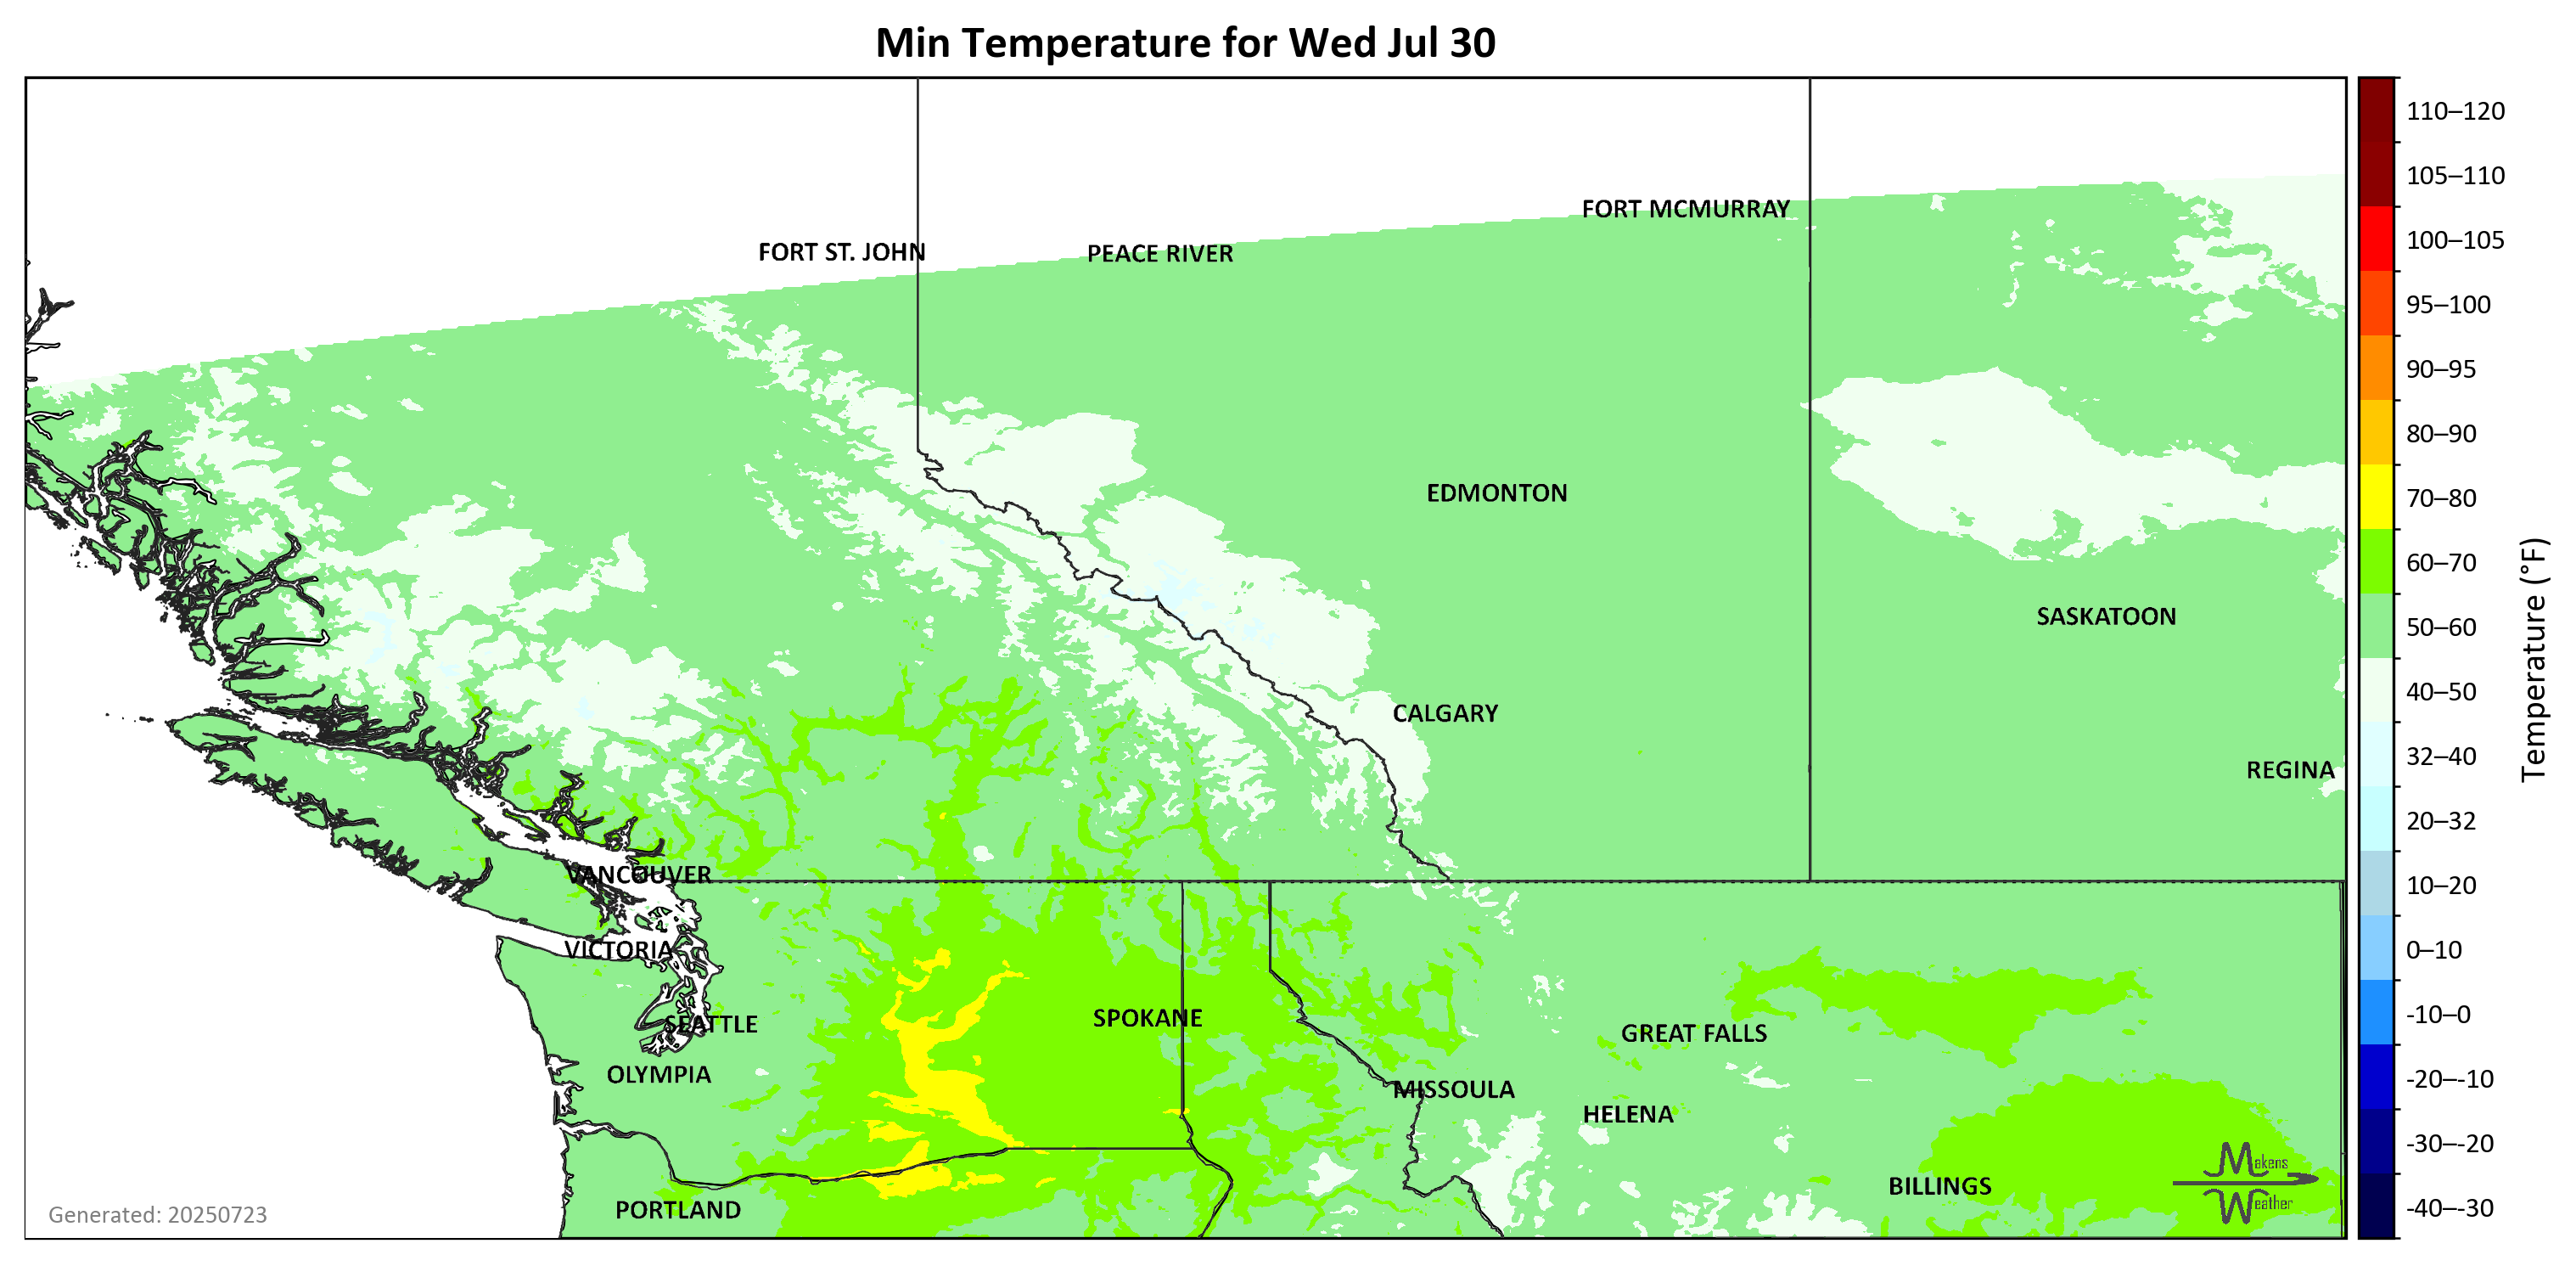 Min Temperature for Wed Jul 30
110–120
105–110
100–105
95–100
90–95
80–90
70–80
60–70
50–60
40–50
32–40
20–32
10–20
0–10
-10–0
-20–-10
-30–-20
-40–-30
Temperature (°F)
FORT MCMURRAY
FORT ST. JOHN
PEACE RIVER
EDMONTON
SASKATOON
CALGARY
REGINA
VANCOUVER
VICTORIA
SEATTLE
SPOKANE
GREAT FALLS
OLYMPIA
MISSOULA
HELENA
BILLINGS
PORTLAND
Makens
Weather
Generated: 20250723